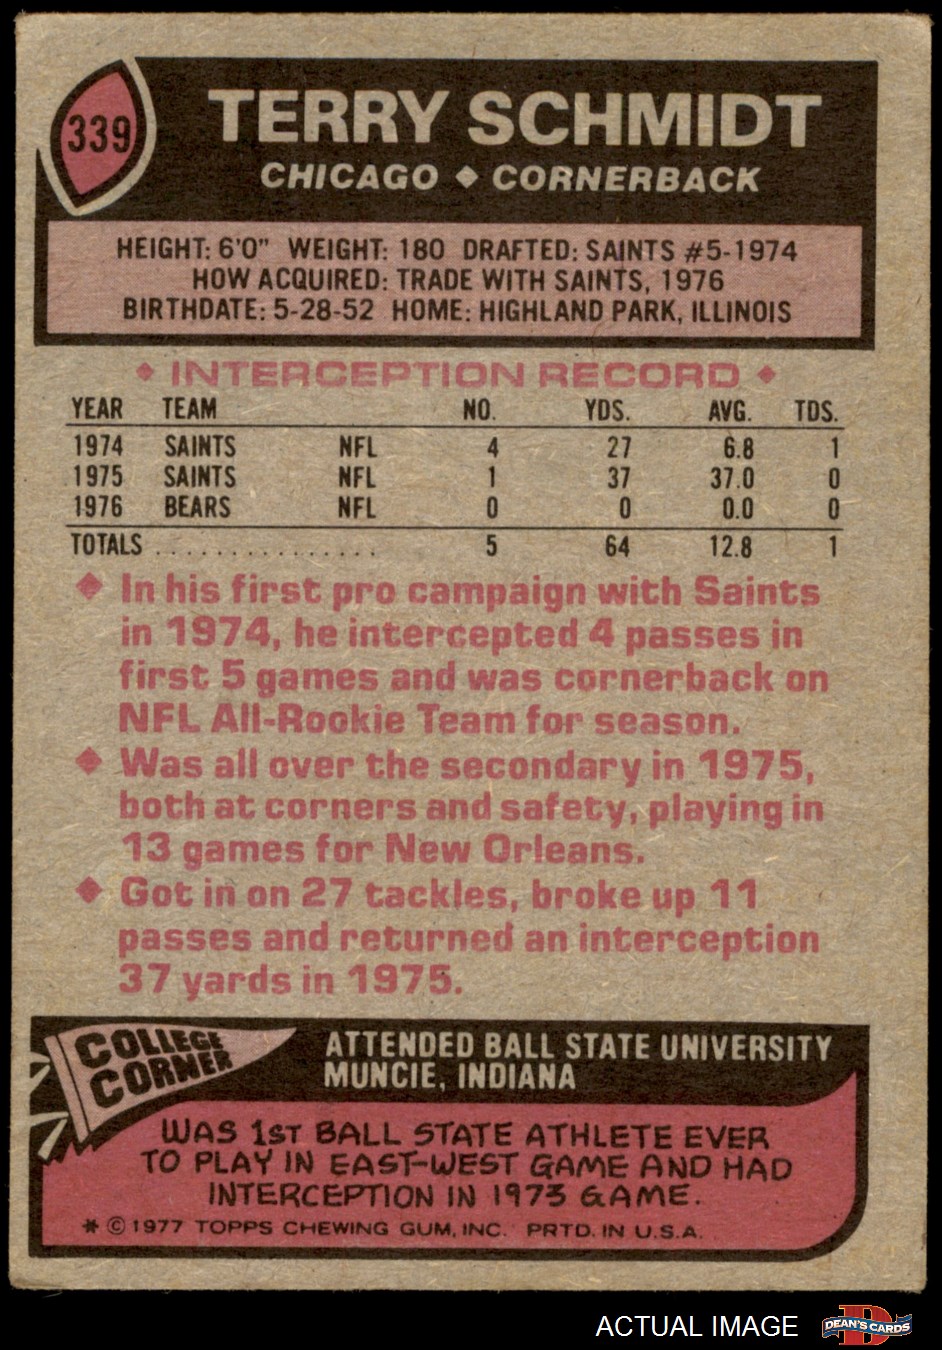 339
TERRY SCHMIDT
CHICAGO ◆ CORNERBACK
HEIGHT: 6'0" WEIGHT: 180 DRAFTED: SAINTS #5-1974
HOW ACQUIRED: TRADE WITH SAINTS, 1976
BIRTHDATE: 5-28-52 HOME: HIGHLAND PARK, ILLINOIS
◆ INTERCEPTION RECORD ◆
YEAR TEAM NO. YDS. AVG. TDS.
1974 SAINTS NFL 4 27 6.8 1
1975 SAINTS NFL 1 37 37.0 0
1976 BEARS NFL 0 0 0.0 0
TOTALS ............... 5 64 12.8 1
◆ In his first pro campaign with Saints
in 1974, he intercepted 4 passes in
first 5 games and was cornerback on
NFL All-Rookie Team for season.
◆ Was all over the secondary in 1975,
both at corners and safety, playing in
13 games for New Orleans.
◆ Got in on 27 tackles, broke up 11
passes and returned an interception
37 yards in 1975.
COLLEGE
CORNER
ATTENDED BALL STATE UNIVERSITY
MUNCIE, INDIANA
WAS 1ST BALL STATE ATHLETE EVER
TO PLAY IN EAST-WEST GAME AND HAD
INTERCEPTION IN 1973 GAME.
* © 1977 TOPPS CHEWING GUM, INC. PRTD. IN U.S.A.
ACTUAL IMAGE
D
DEAN'S CARDS